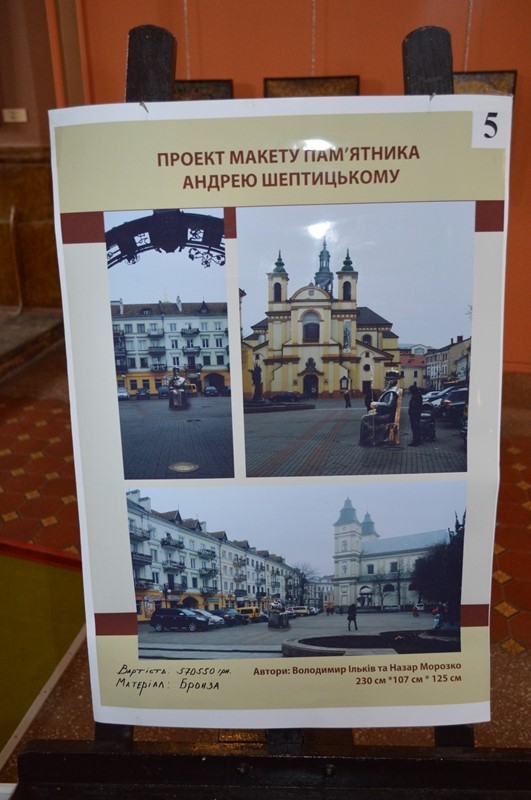 5
ПРОЕКТ МАКЕТУ ПАМ'ЯТНИКА
АНДРЕЮ ШЕПТИЦЬКОМУ
Вартість: 570550 грн.
Матеріал: Бронза
Автори: Володимир Ільків та Назар Морозко
230 см *107 см * 125 см